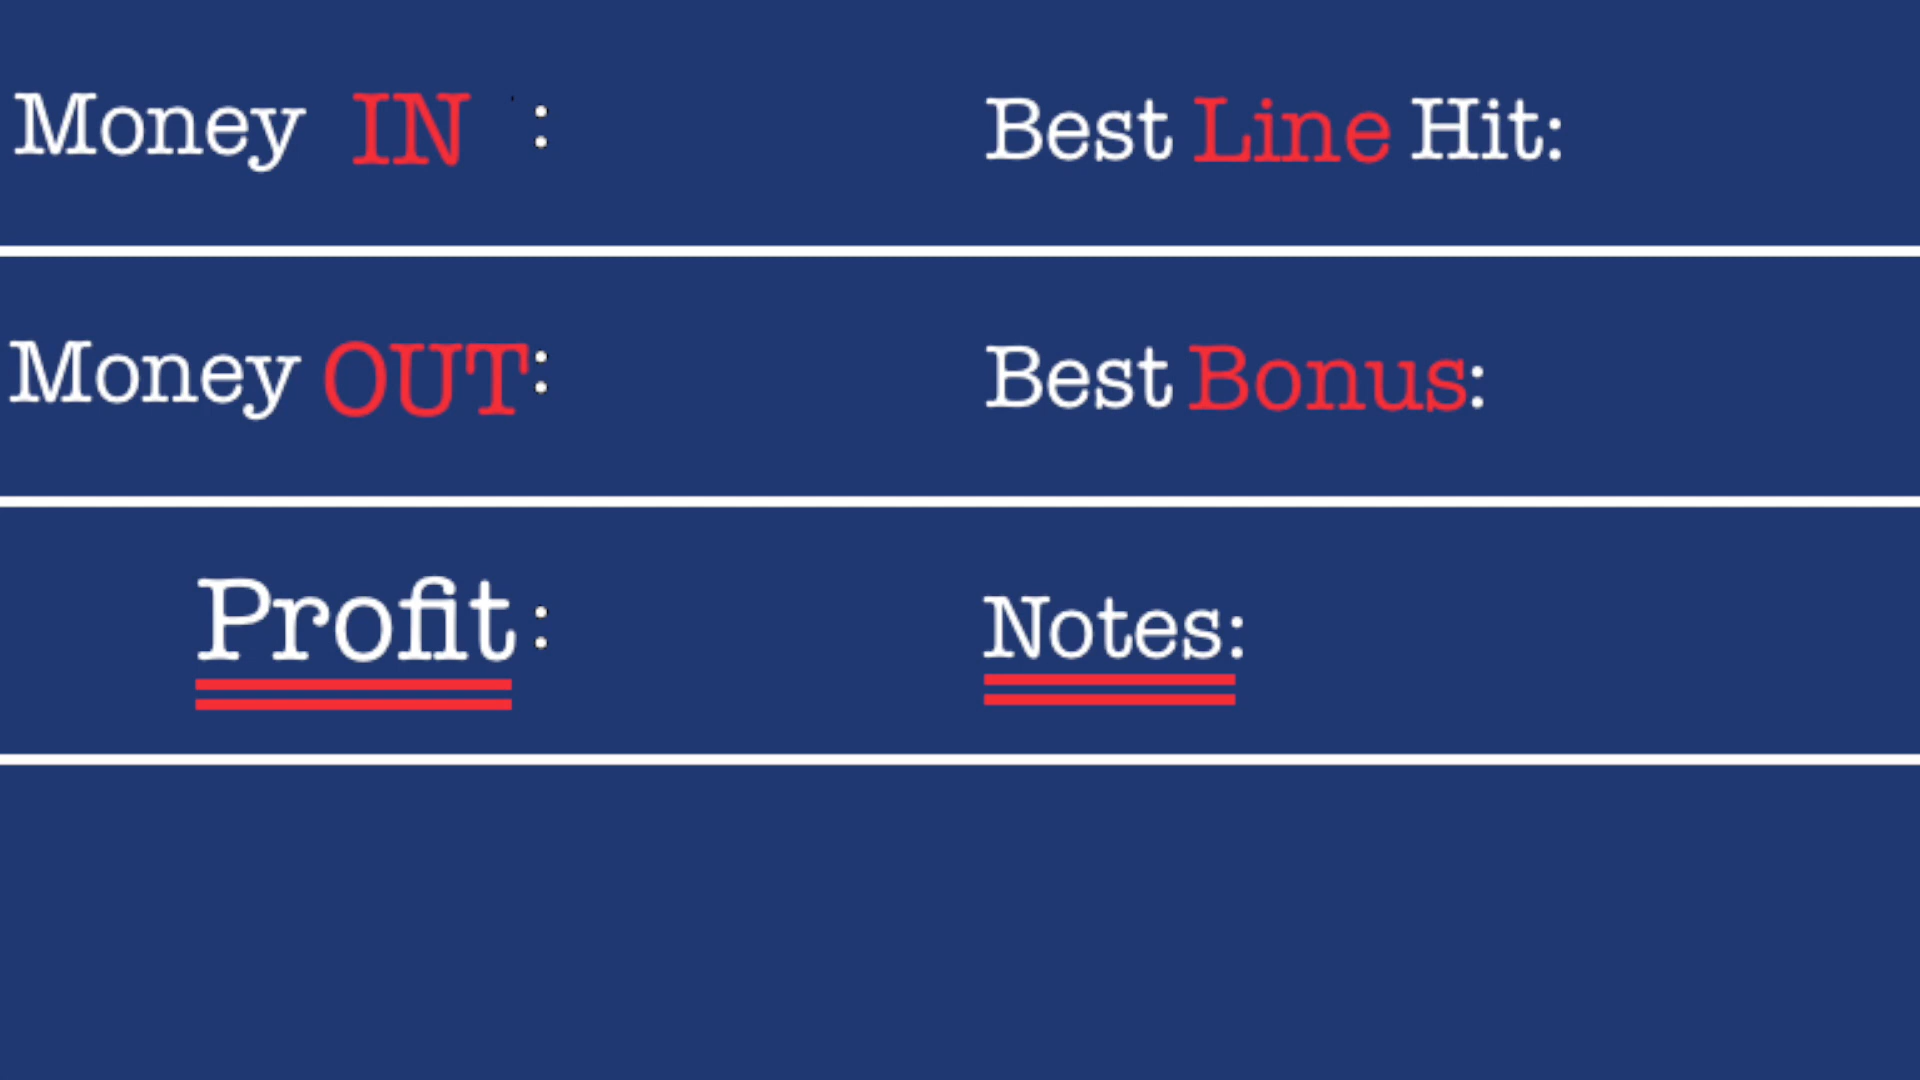 Money IN :
Best Line Hit:
Money OUT:
Best Bonus:
Profit :
Notes: